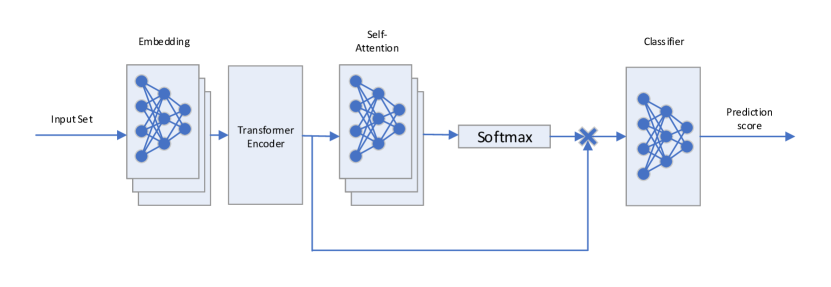 Embedding
Self-
Attention
Classifier
Input Set
Transformer
Encoder
Softmax
Prediction
score